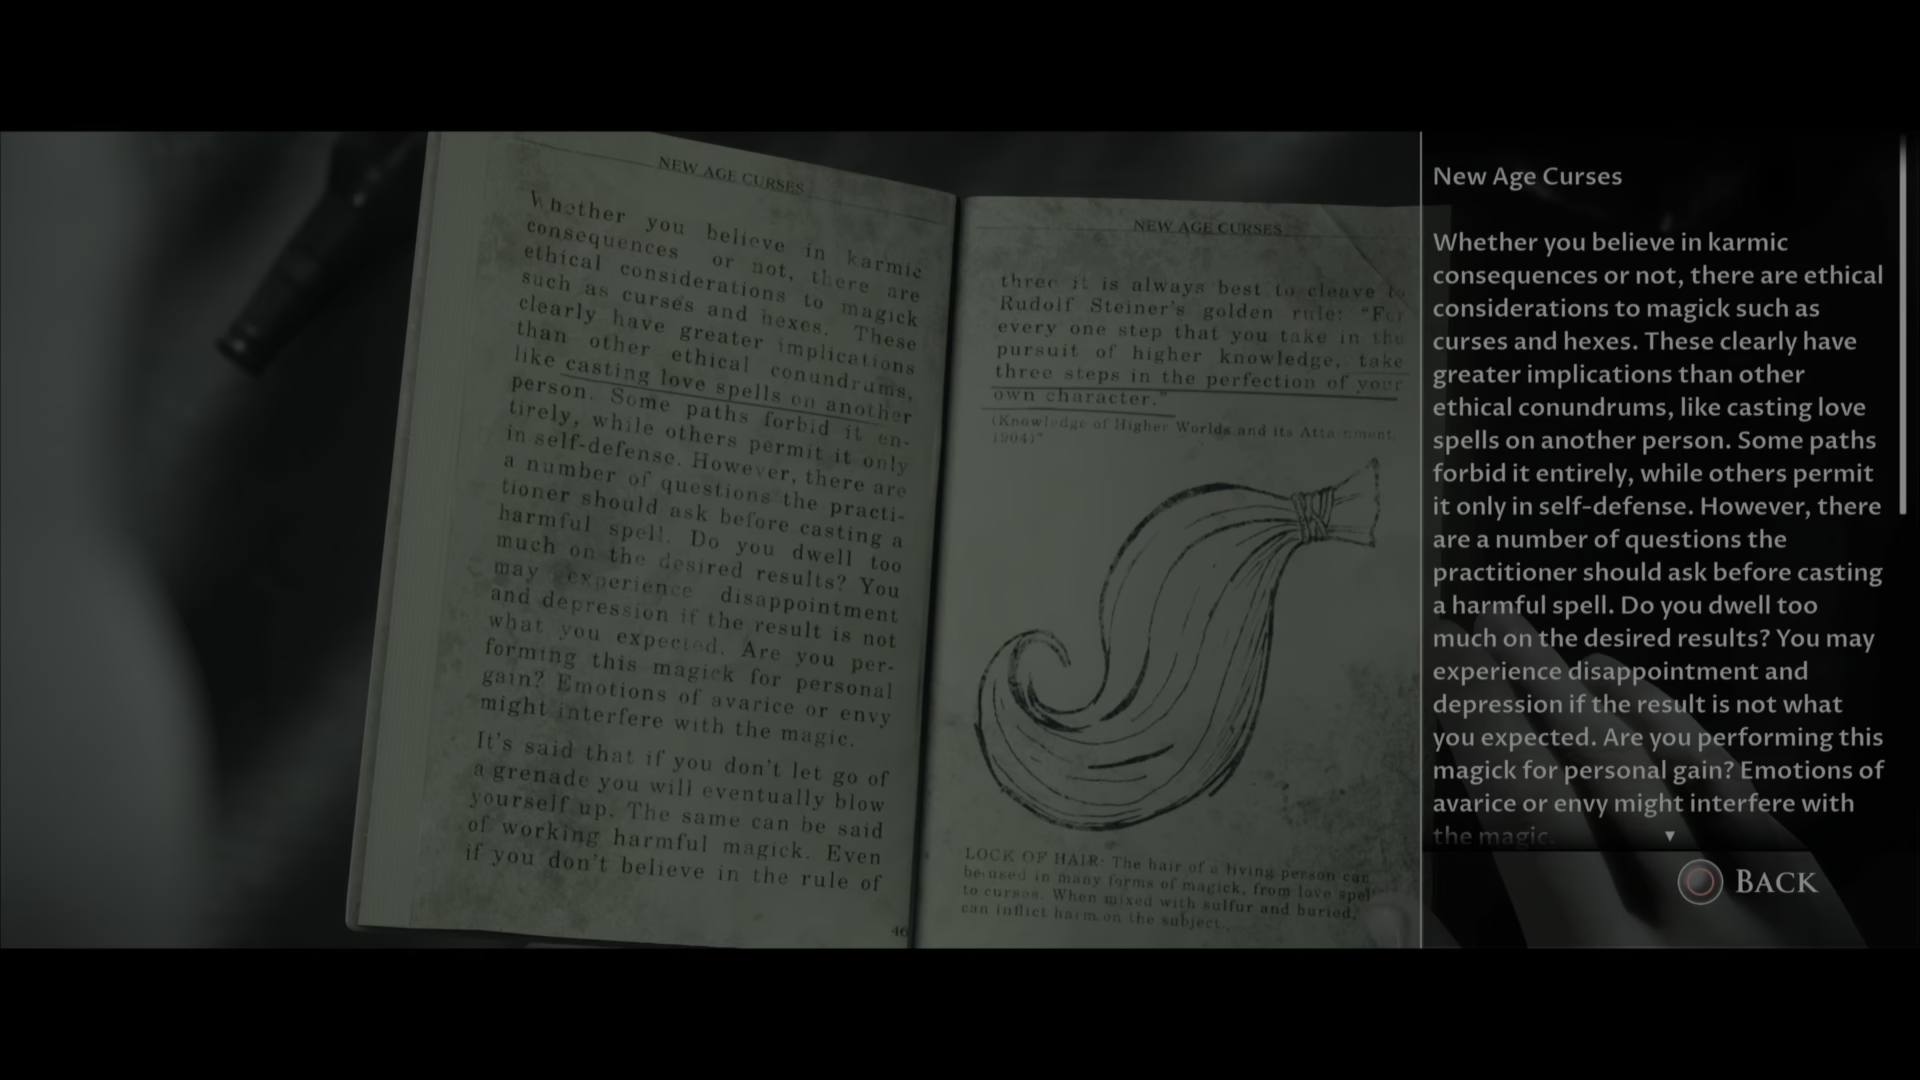 NEW AGE CURSES
Whether you believe in karmic
consequences or not, there are
ethical considerations to magick
such as curses and hexes. These
clearly have greater implications
than other ethical conundrums,
like casting love spells on another
person. Some paths forbid it en-
tirely, while others permit it only
in self-defense. However, there are
a number of questions the practi-
tioner should ask before casting a
harmful spell. Do you dwell too
much on the desired results? You
may experience disappointment
and depression if the result is not
what you expected. Are you per-
forming this magick for personal
gain? Emotions of avarice or envy
might interfere with the magic.
It's said that if you don't let go of
a grenade you will eventually blow
yourself up. The same can be said
of working harmful magick. Even
if you don't believe in the rule of
46
NEW AGE CURSES
three it is always best to cleave to
Rudolf Steiner's golden rule: "For
every one step that you take in the
pursuit of higher knowledge, take
three steps in the perfection of your
own character."
(Knowledge of Higher Worlds and its Attainment,
1904)"
LOCK OF HAIR: The hair of a living person can
be used in many forms of magick, from love spel
to curses. When mixed with sulfur and buried,
can inflict harm on the subject.
New Age Curses
Whether you believe in karmic
consequences or not, there are ethical
considerations to magick such as
curses and hexes. These clearly have
greater implications than other
ethical conundrums, like casting love
spells on another person. Some paths
forbid it entirely, while others permit
it only in self-defense. However, there
are a number of questions the
practitioner should ask before casting
a harmful spell. Do you dwell too
much on the desired results? You may
experience disappointment and
depression if the result is not what
you expected. Are you performing this
magick for personal gain? Emotions of
avarice or envy might interfere with
the magic.
BACK